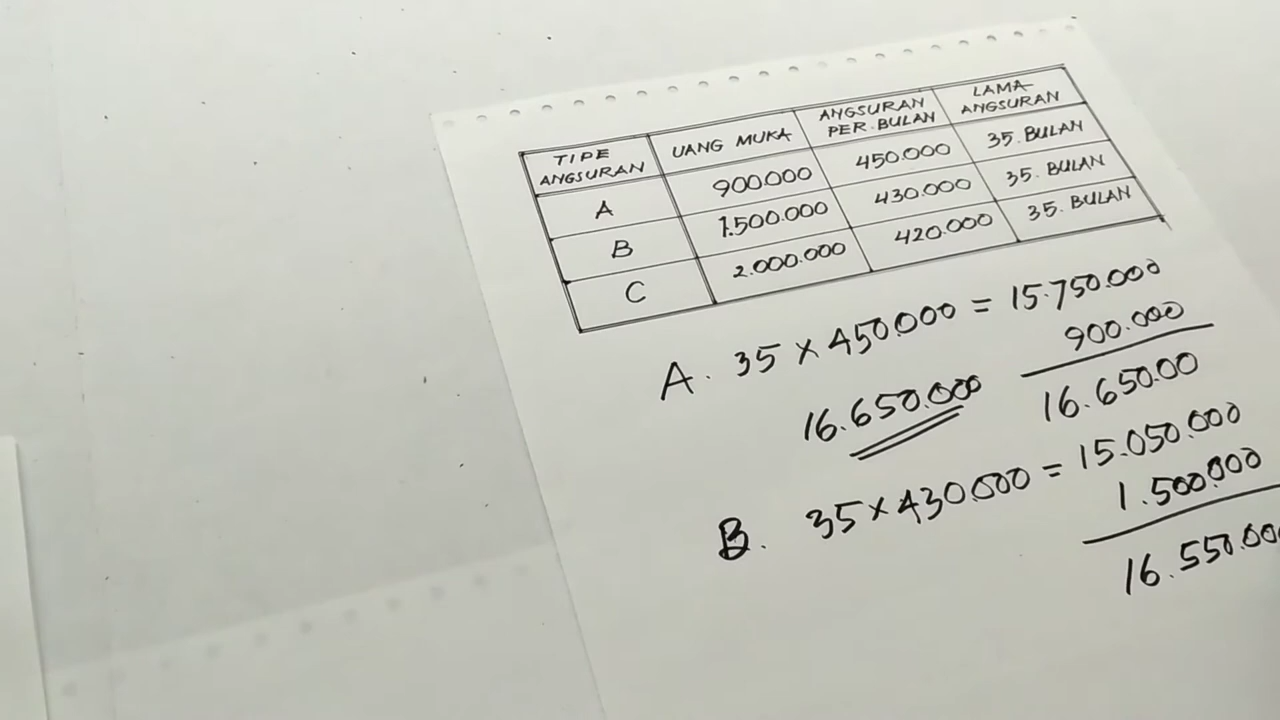 TIPE ANGSURAN UANG MUKA ANGSURAN PER. BULAN LAMA ANGSURAN
A 900.000 450.000 35. BULAN
B 1.500.000 430.000 35. BULAN
C 2.000.000 420.000 35. BULAN
A. 35 × 450.000 = 15.750.000
900.000
16.650.000 16.650.00
B. 35 × 430.000 = 15.050.000
1.500.000
16.550.00